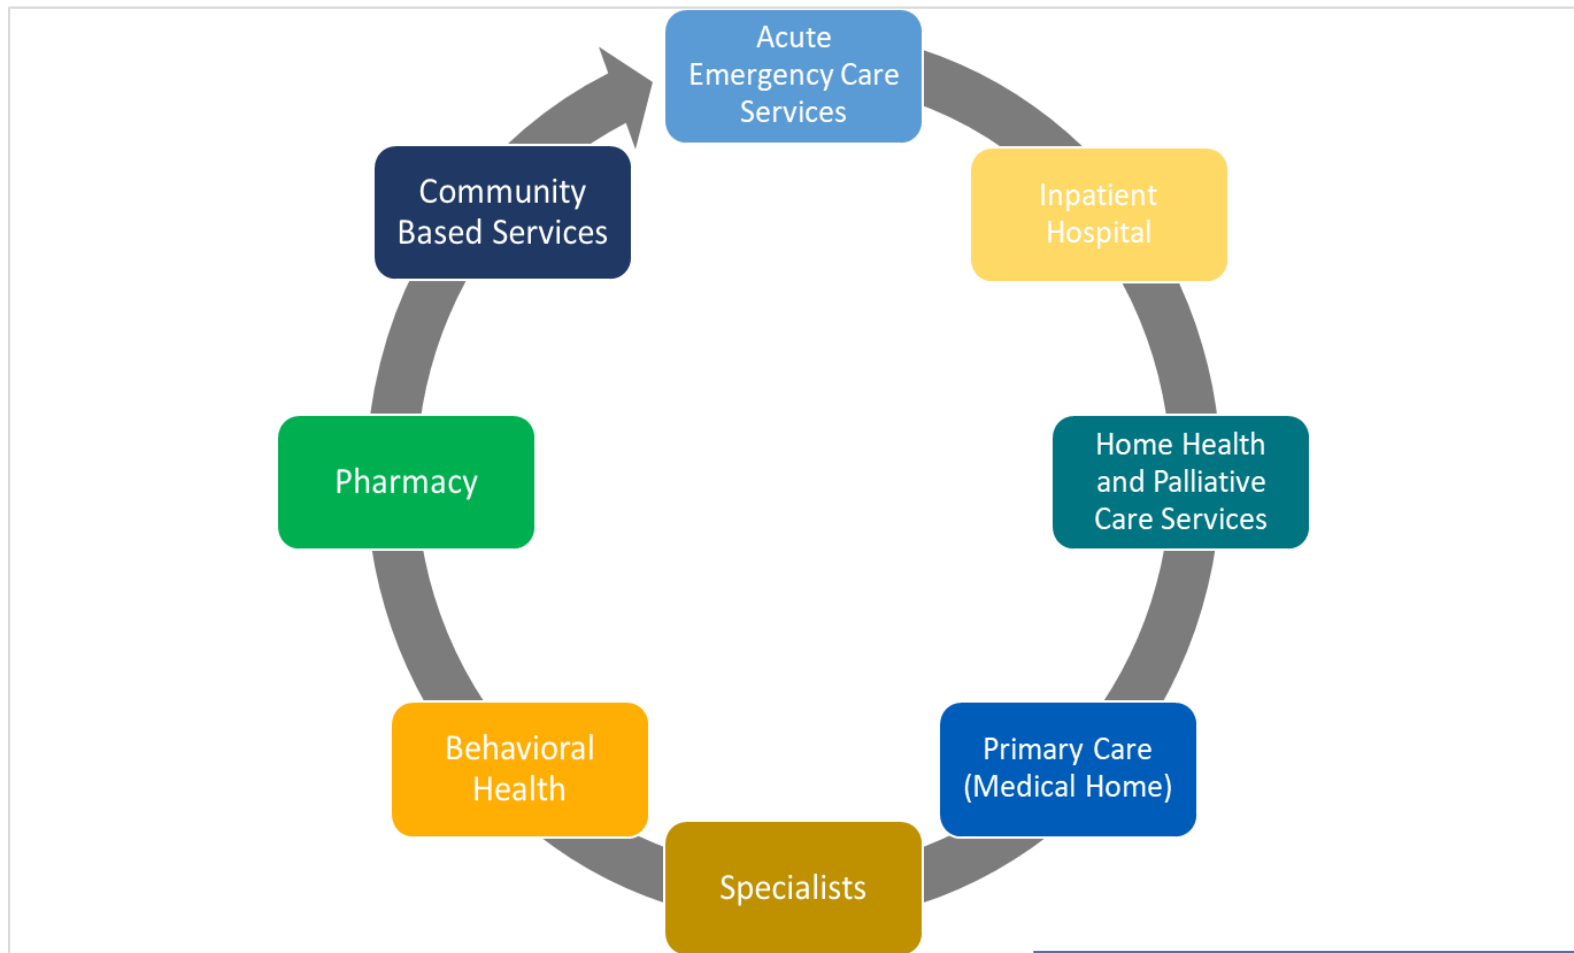 Acute
Emergency Care
Services
Inpatient
Hospital
Home Health
and Palliative
Care Services
Primary Care
(Medical Home)
Specialists
Behavioral
Health
Pharmacy
Community
Based Services